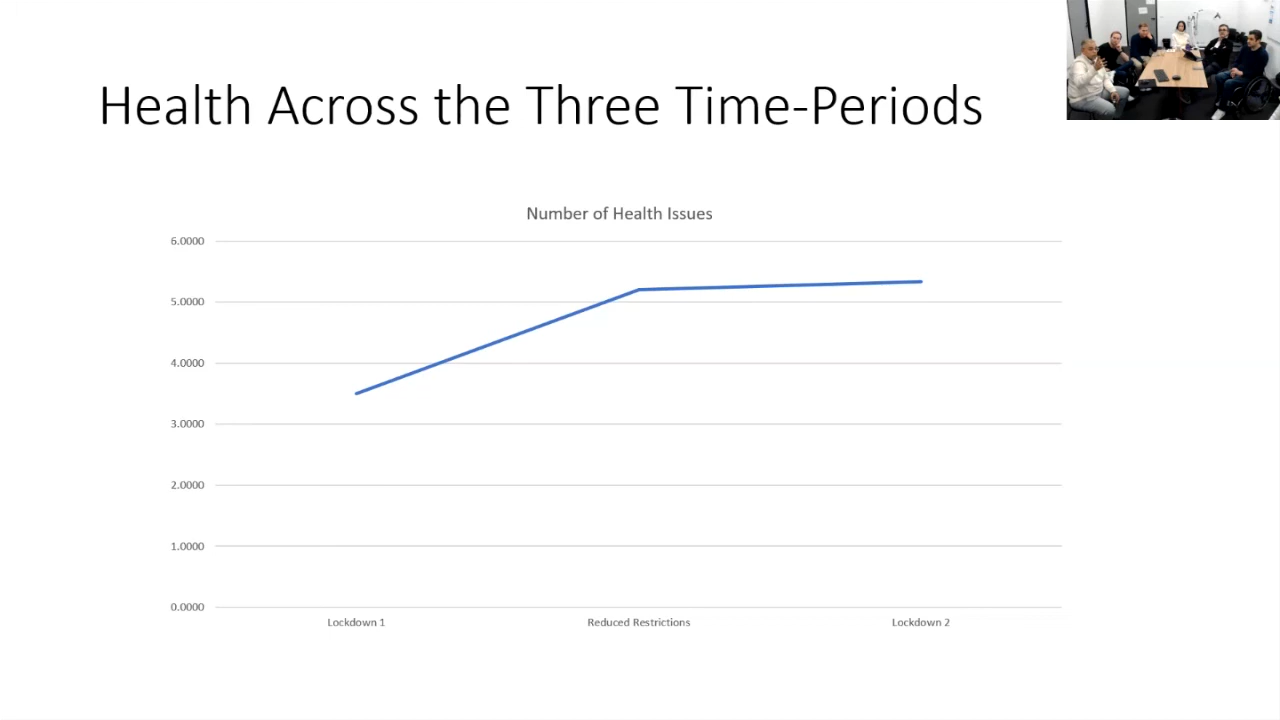 Health Across the Three Time-Periods
Number of Health Issues
6.0000
5.0000
4.0000
3.0000
2.0000
1.0000
0.0000
Lockdown 1
Reduced Restrictions
Lockdown 2